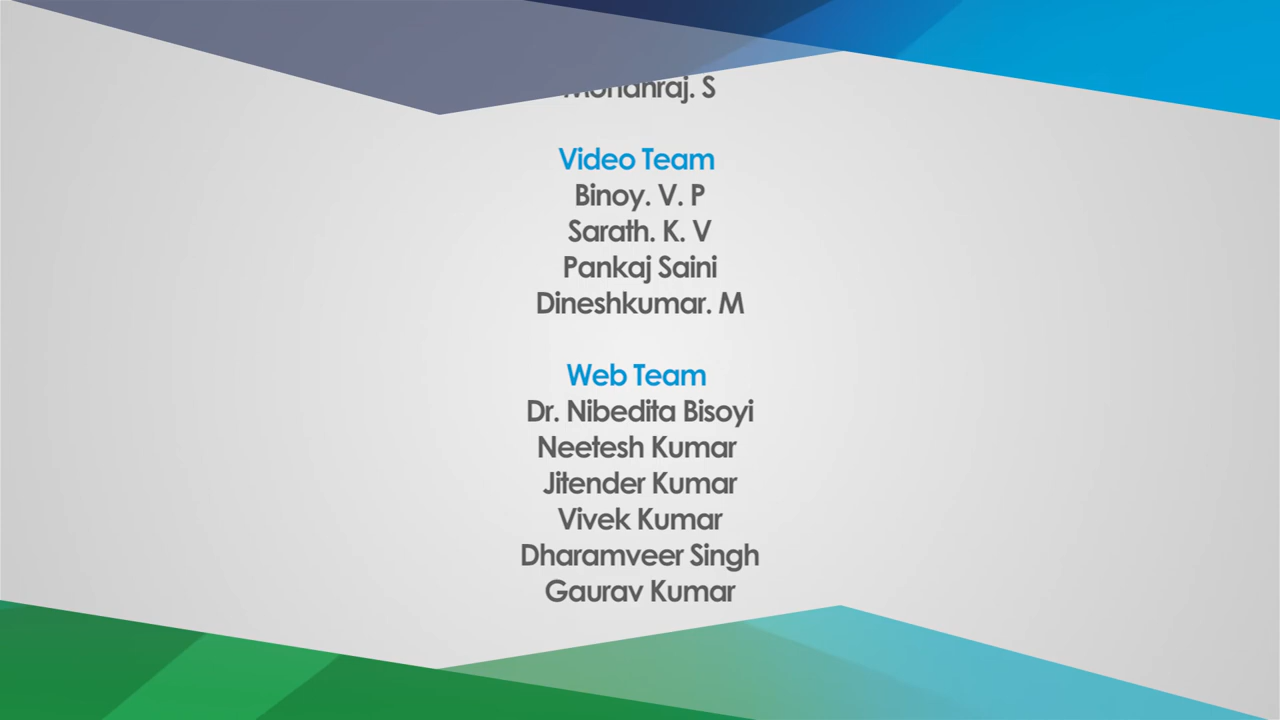 Mohanraj. S
Video Team
Binoy. V. P
Sarath. K. V
Pankaj Saini
Dineshkumar. M
Web Team
Dr. Nibedita Bisoyi
Neetesh Kumar
Jitender Kumar
Vivek Kumar
Dharamveer Singh
Gaurav Kumar